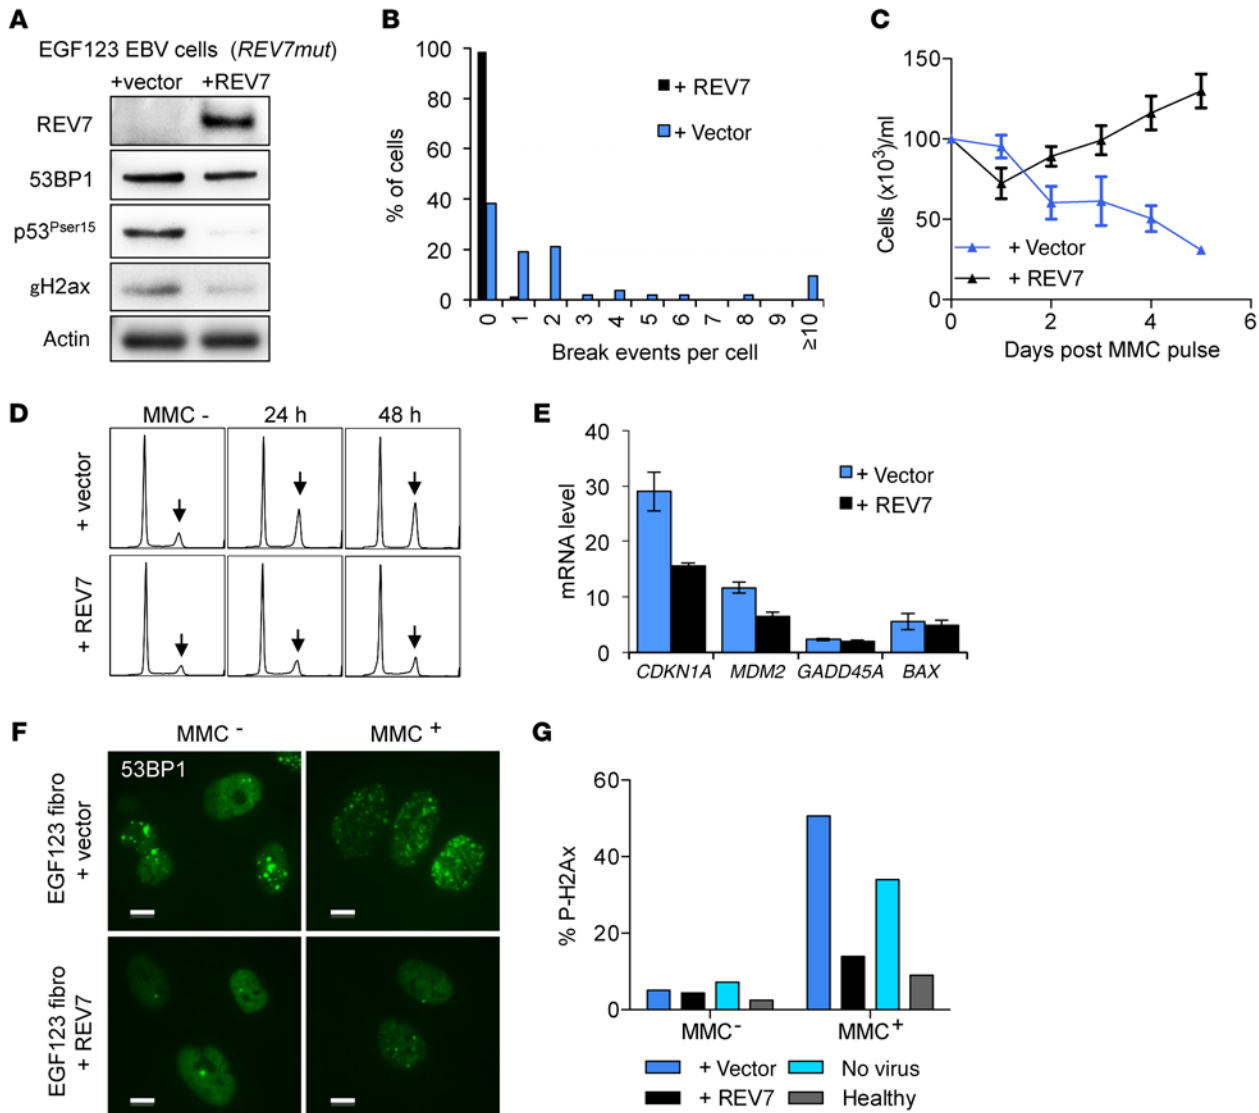 A
EGF123 EBV cells (REV7mut)
+vector +REV7
REV7
53BP1
p53Pser15
gH2ax
Actin
B
100
80
60
40
20
0
% of cells
+ REV7
+ Vector
0 1 2 3 4 5 6 7 8 9 ≥10
Break events per cell
C
150
100
50
0
Cells (x10³)/ml
+ Vector
+ REV7
0 2 4 6
Days post MMC pulse
D
MMC - 24 h 48 h
+ vector
+ REV7
E
40
30
20
10
0
mRNA level
+ Vector
+ REV7
CDKN1A MDM2 GADD45A BAX
F
MMC - MMC +
53BP1
EGF123 fibro
+ vector
EGF123 fibro
+ REV7
G
60
40
20
0
% P-H2Ax
MMC- MMC+
+ Vector No virus
+ REV7 Healthy